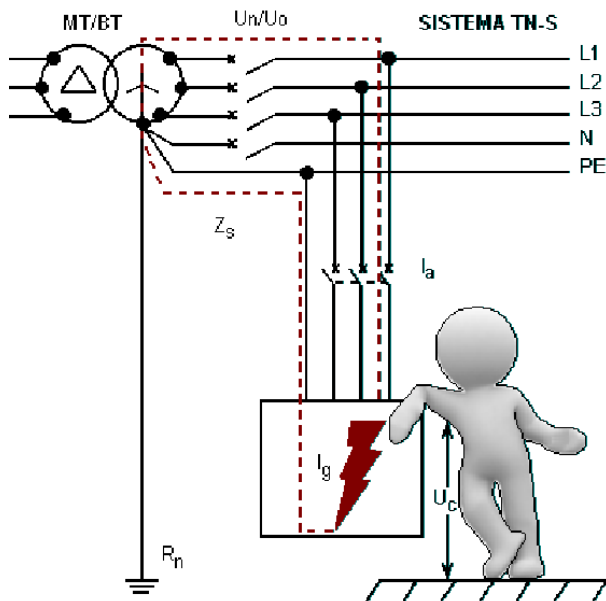 MT/BT
Un/Uo
SISTEMA TN-S
L1
L2
L3
N
PE
Zs
Ia
Ig
Uc
Rn